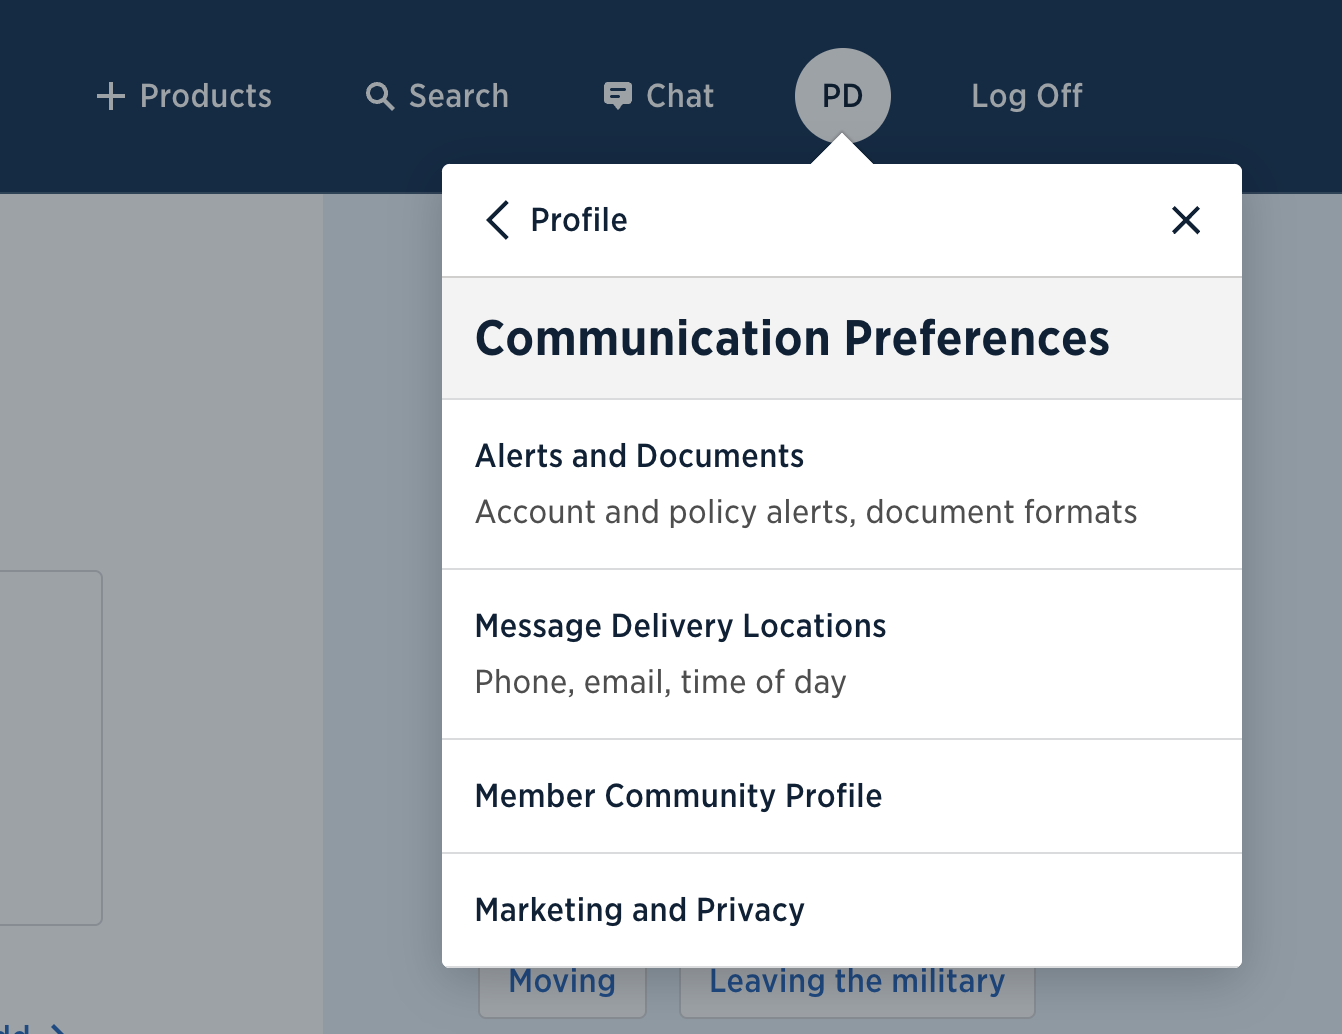 Products
Search
Chat
PD
Log Off
Profile
Communication Preferences
Alerts and Documents
Account and policy alerts, document formats
Message Delivery Locations
Phone, email, time of day
Member Community Profile
Marketing and Privacy
Moving
Leaving the military